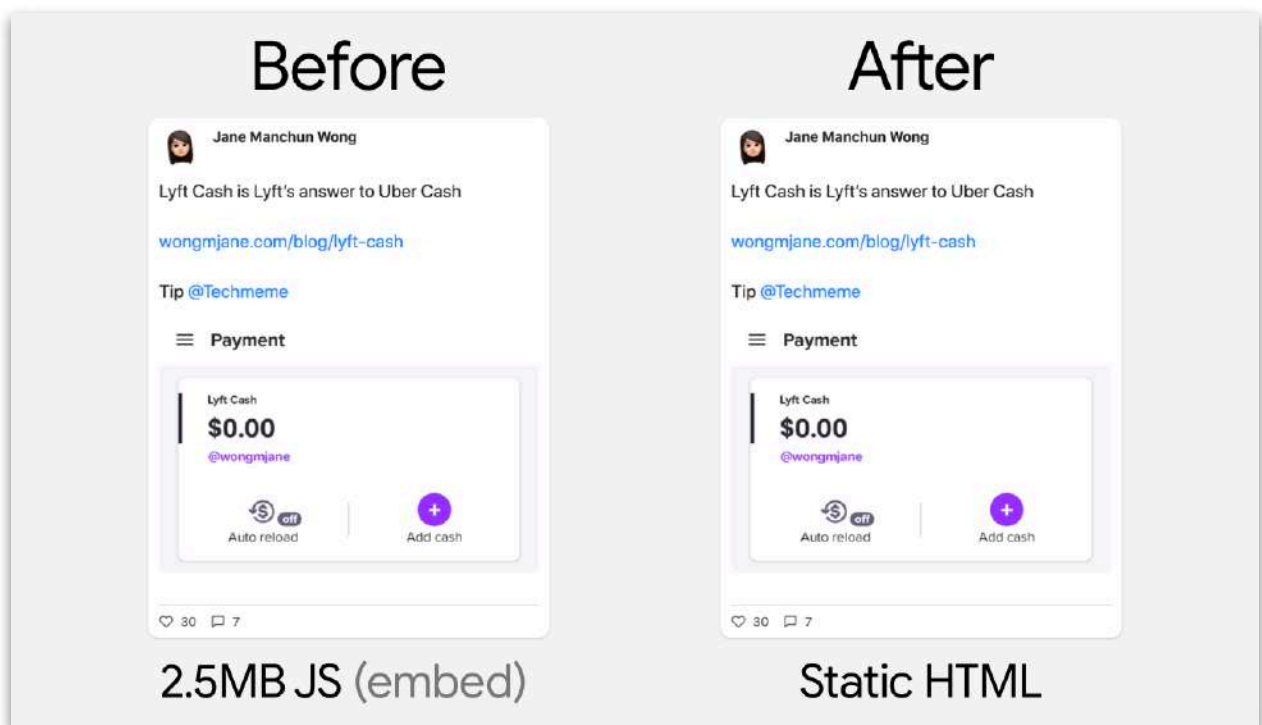 Before
Jane Manchun Wong
Lyft Cash is Lyft's answer to Uber Cash
wongmjane.com/blog/lyft-cash
Tip @Techmeme
Payment
Lyft Cash
$0.00
@wongmjane
off
Auto reload
Add cash
30
7
2.5MB JS (embed)
After
Jane Manchun Wong
Lyft Cash is Lyft's answer to Uber Cash
wongmjane.com/blog/lyft-cash
Tip @Techmeme
Payment
Lyft Cash
$0.00
@wongmjane
off
Auto reload
Add cash
30
7
Static HTML